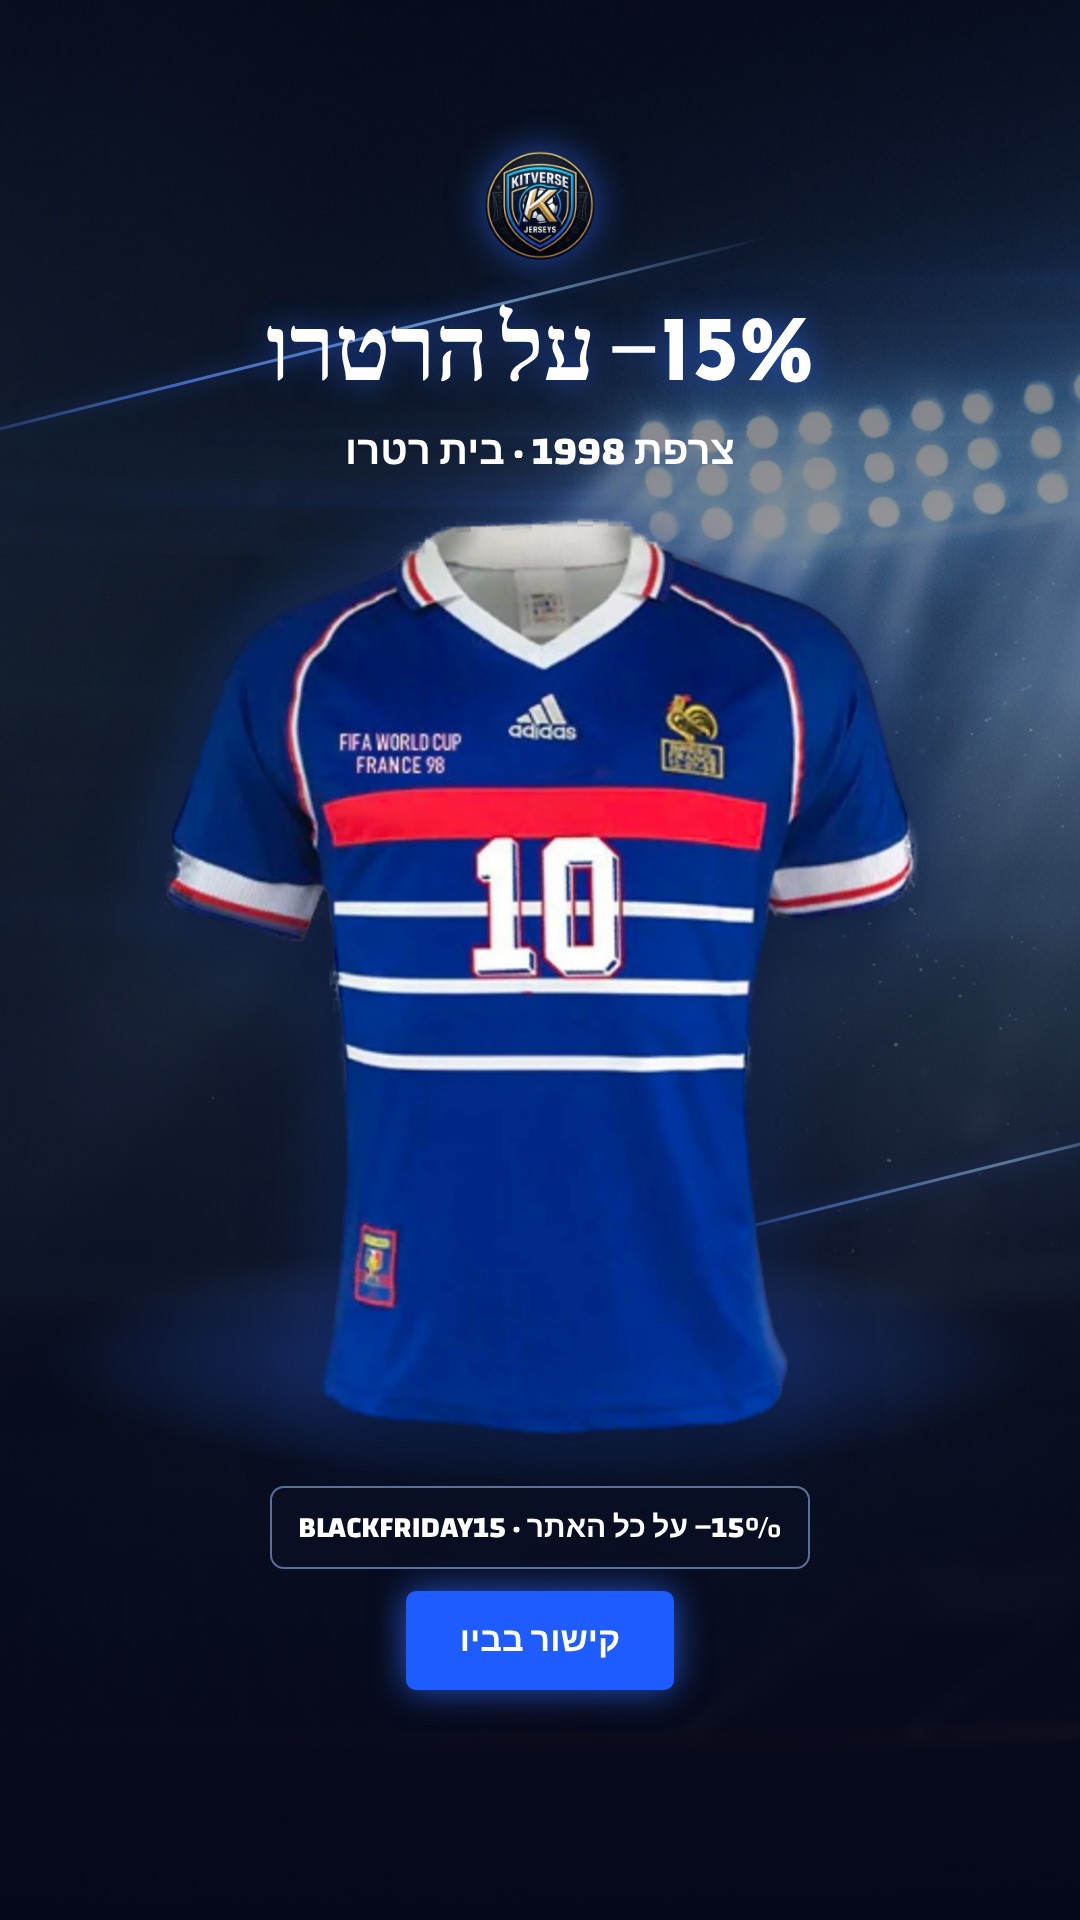 KITVERSE
K
JERSEYS
15%– על הרטרו
צרפת 1998 • בית רטרו
adidas
FIFA WORLD CUP
FRANCE 98
10
15%– על כל האתר • BLACKFRIDAY15
קישור בביו